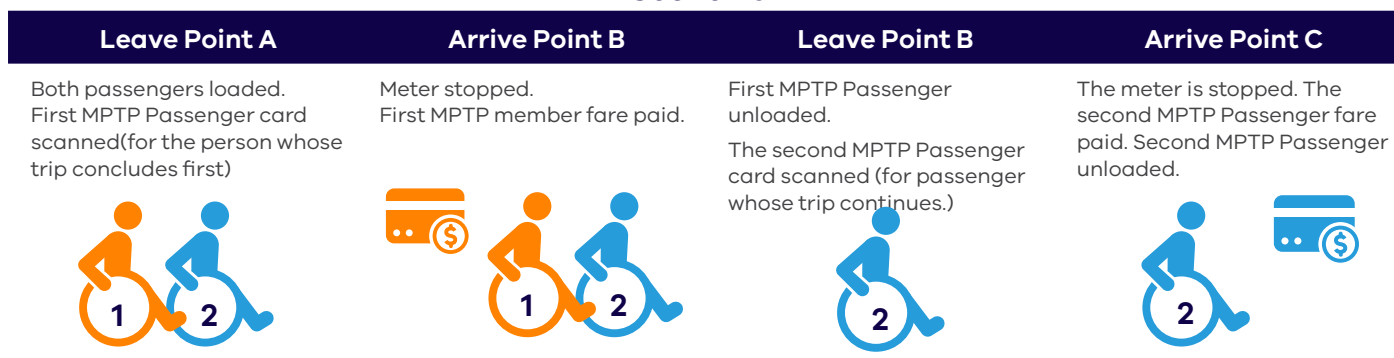 Leave Point A
Arrive Point B
Leave Point B
Arrive Point C
Both passengers loaded.
First MPTP Passenger card
scanned(for the person whose
trip concludes first)
Meter stopped.
First MPTP member fare paid.
First MPTP Passenger
unloaded.
The second MPTP Passenger
card scanned (for passenger
whose trip continues.)
The meter is stopped. The
second MPTP Passenger fare
paid. Second MPTP Passenger
unloaded.
1
2
$
1
2
2
$
2